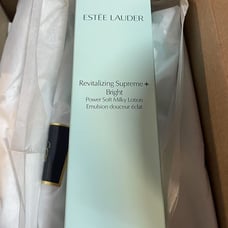 ESTĒE LAUDER
Revitalizing Supreme+
Bright
Power Soft Milky Lotion
Emulsion douceur éclat